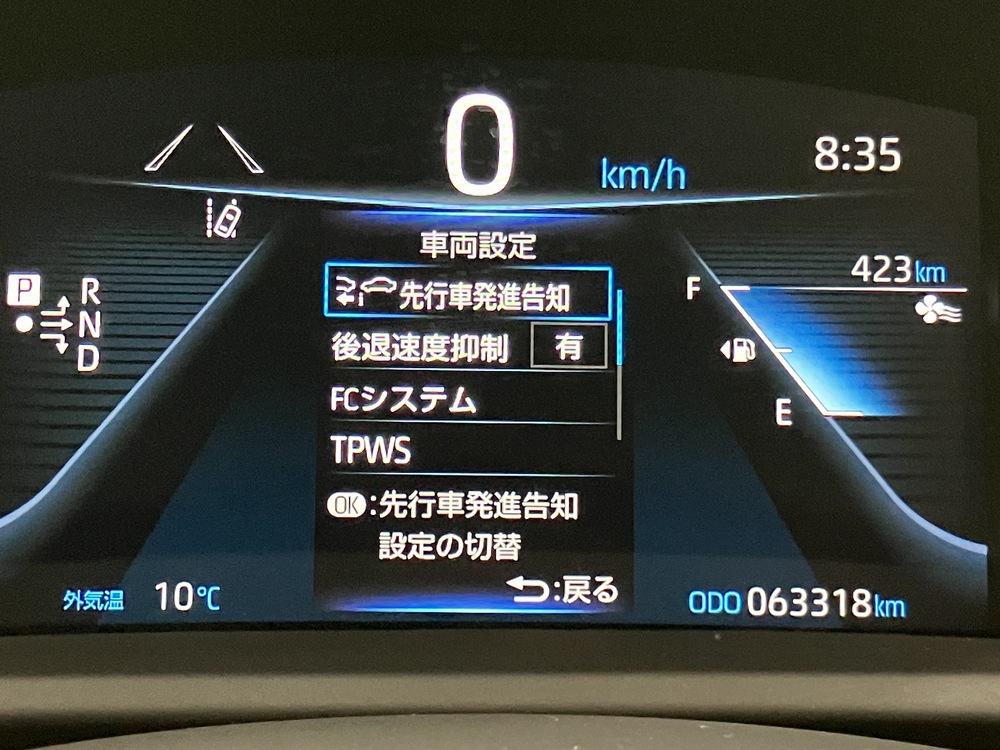 0 km/h
8:35
車両設定
先行車発進告知
後退速度抑制 有
FCシステム
TPWS
OK:先行車発進告知
設定の切替
:戻る
P
R
N
D
423km
F
E
外気温 10℃
ODO 063318km